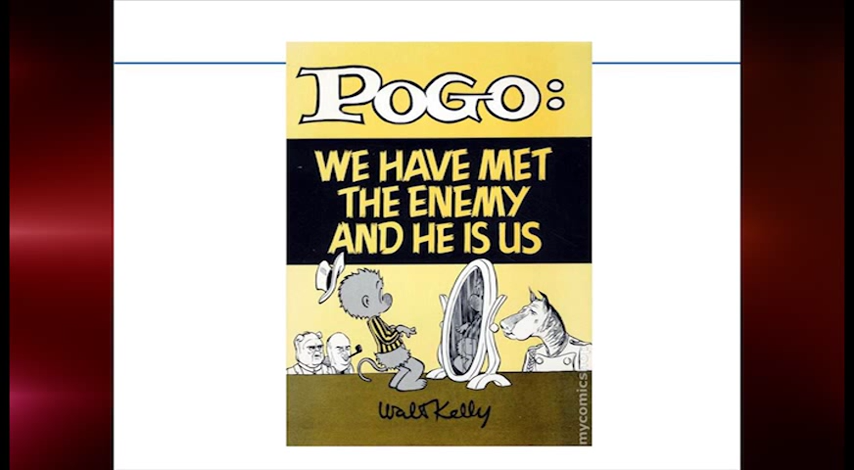 POGO:
WE HAVE MET
THE ENEMY
AND HE IS US
Walt Kelly
mycomics